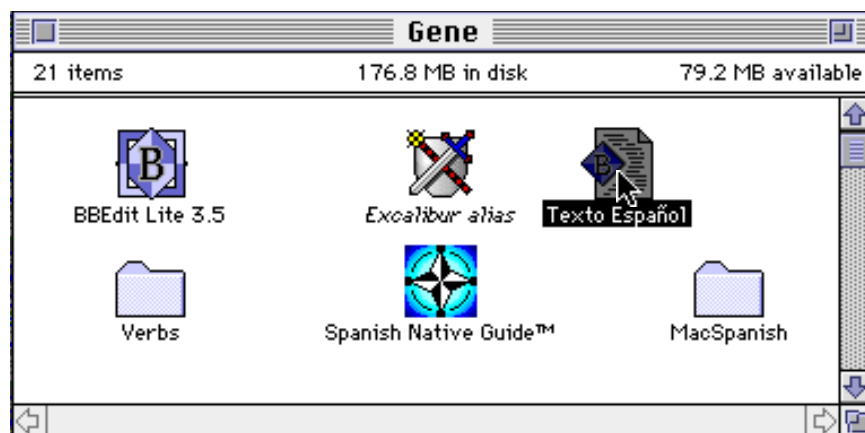 Gene
21 items 176.8 MB in disk 79.2 MB available
B B
BBEdit Lite 3.5 Excalibur alias Texto Español
Verbs Spanish Native Guide™ MacSpanish